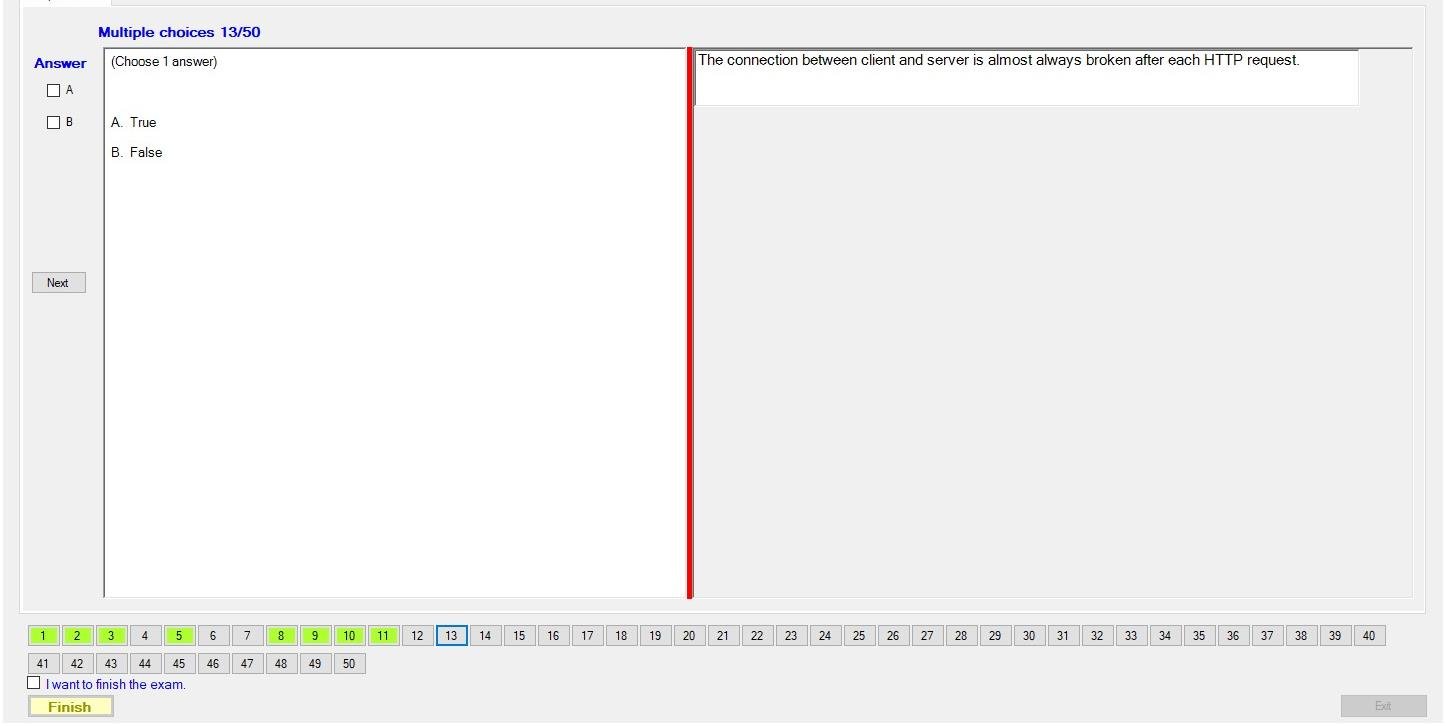 Multiple choices 13/50
Answer
(Choose 1 answer)
The connection between client and server is almost always broken after each HTTP request.
A
B
A. True
B. False
Next
1 2 3 4 5 6 7 8 9 10 11 12 13 14 15 16 17 18 19 20 21 22 23 24 25 26 27 28 29 30 31 32 33 34 35 36 37 38 39 40
41 42 43 44 45 46 47 48 49 50
I want to finish the exam.
Finish
Exit